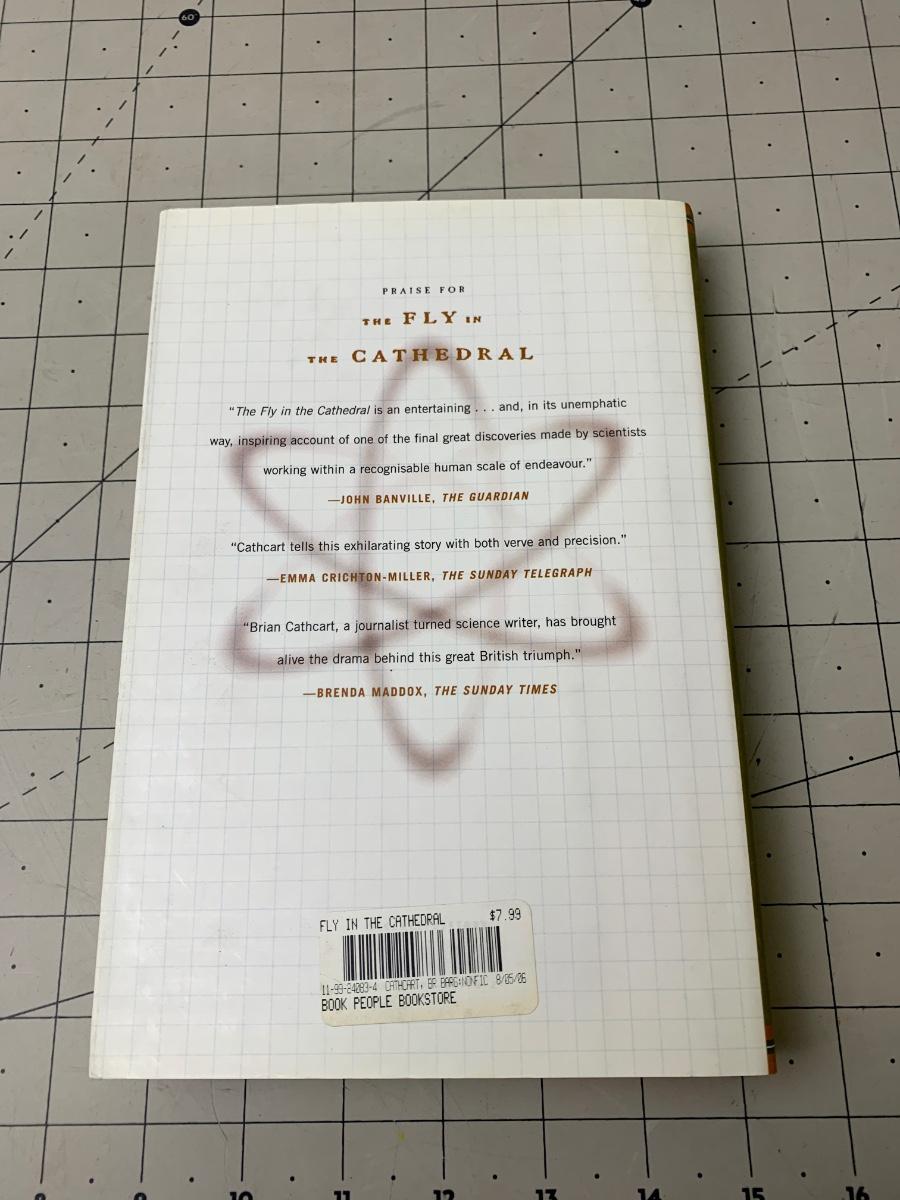 60°
PRAISE FOR
THE FLY IN
THE CATHEDRAL
“The Fly in the Cathedral is an entertaining . . . and, in its unemphatic
way, inspiring account of one of the final great discoveries made by scientists
working within a recognisable human scale of endeavour.”
—JOHN BANVILLE, THE GUARDIAN
“Cathcart tells this exhilarating story with both verve and precision.”
—EMMA CRICHTON-MILLER, THE SUNDAY TELEGRAPH
“Brian Cathcart, a journalist turned science writer, has brought
alive the drama behind this great British triumph.”
—BRENDA MADDOX, THE SUNDAY TIMES
FLY IN THE CATHEDRAL $7.99
11-99-24083-4 CATHCART, BR BARG:NONFIC 8/05/06
BOOK PEOPLE BOOKSTORE
10 11 12 13 14 15 16